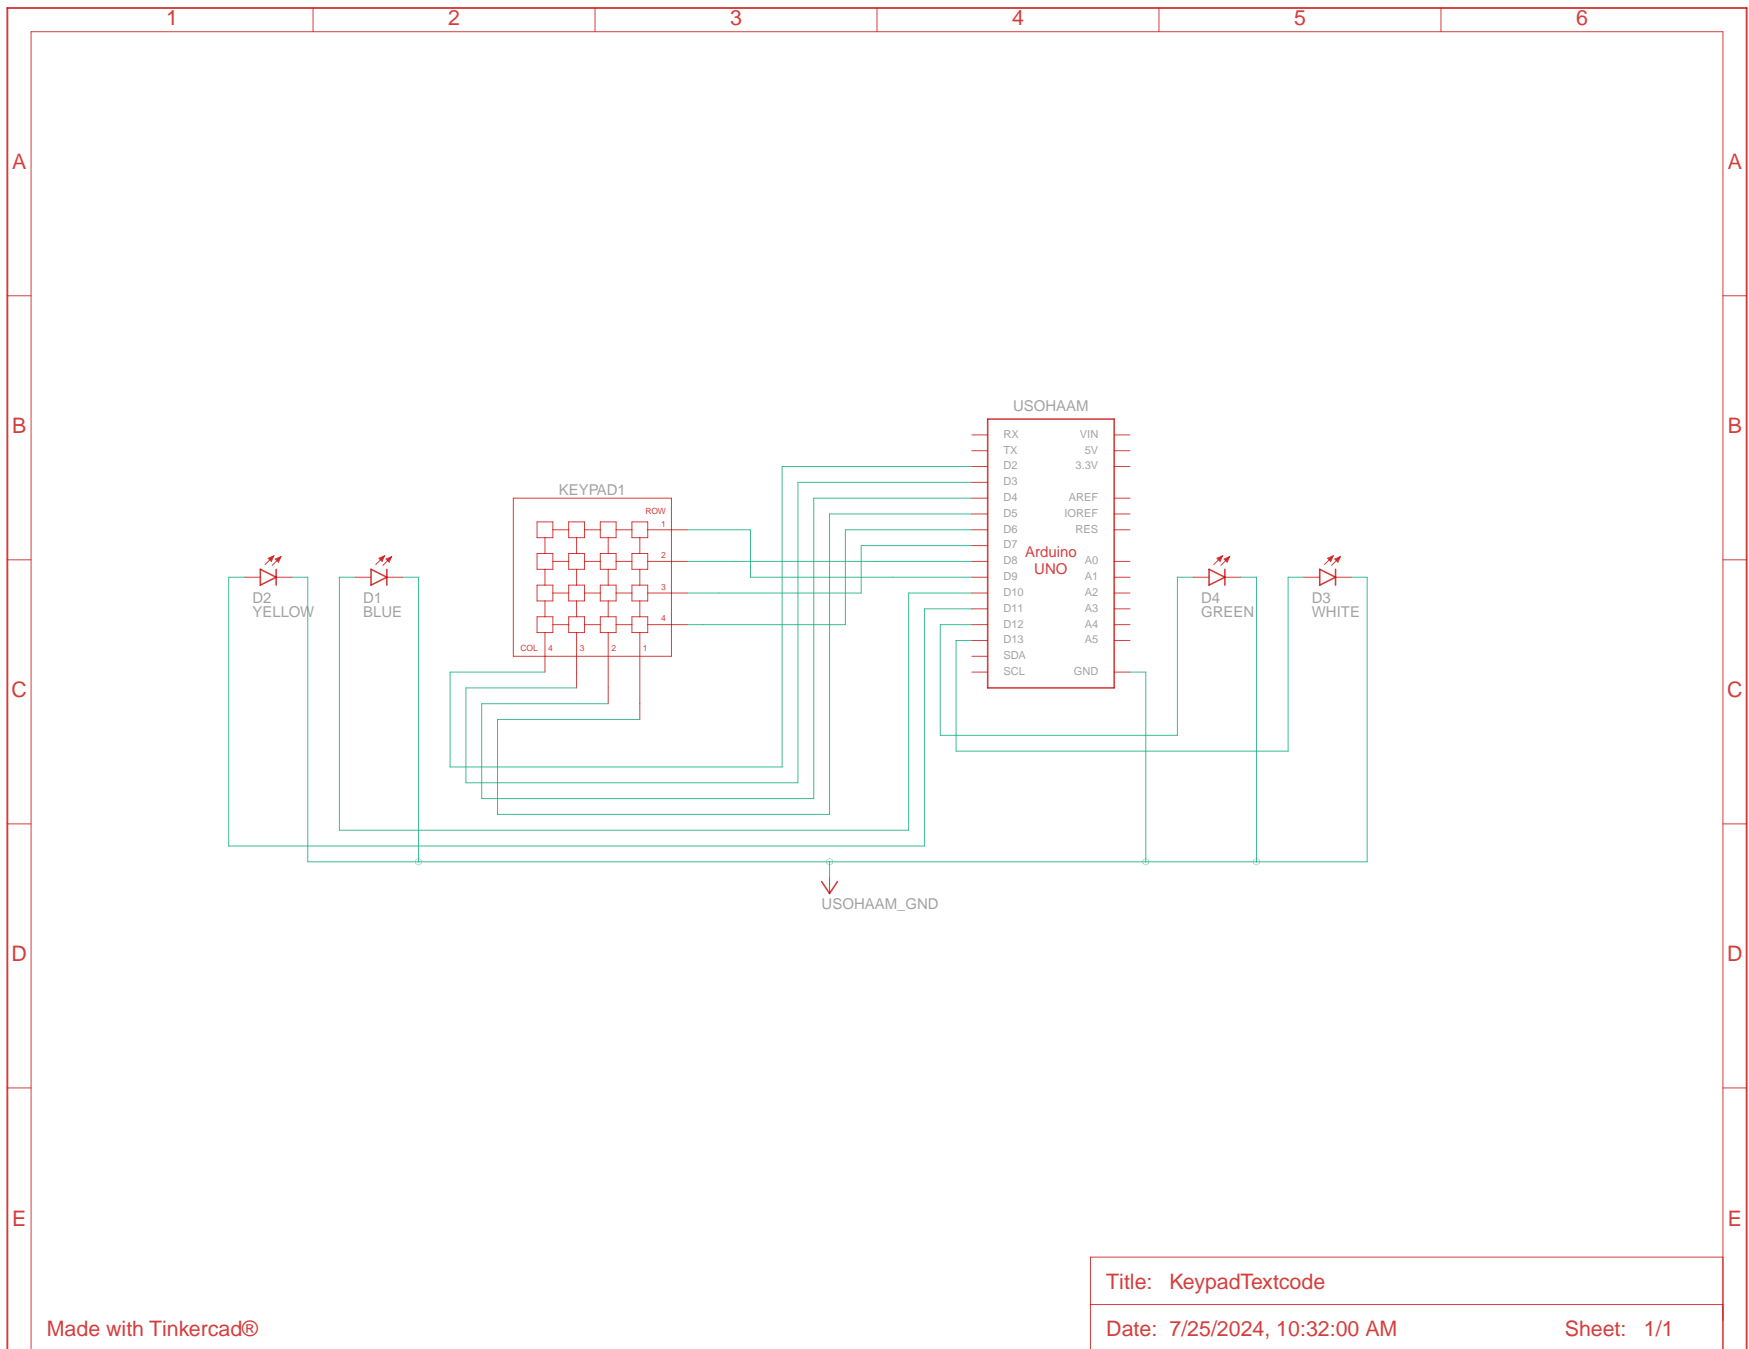 1 2 3 4 5 6
A A
B B
C C
D D
E E
USOHAAM
RX VIN
TX 5V
D2 3.3V
D3
D4 AREF
D5 IOREF
D6 RES
D7
Arduino
UNO
D8 A0
D9 A1
D10 A2
D11 A3
D12 A4
D13 A5
SDA
SCL GND
KEYPAD1
ROW
1
2
3
4
COL 4 3 2 1
D2
YELLOW
D1
BLUE
D4
GREEN
D3
WHITE
USOHAAM_GND
Title: KeypadTextcode
Made with Tinkercad®
Date: 7/25/2024, 10:32:00 AM Sheet: 1/1